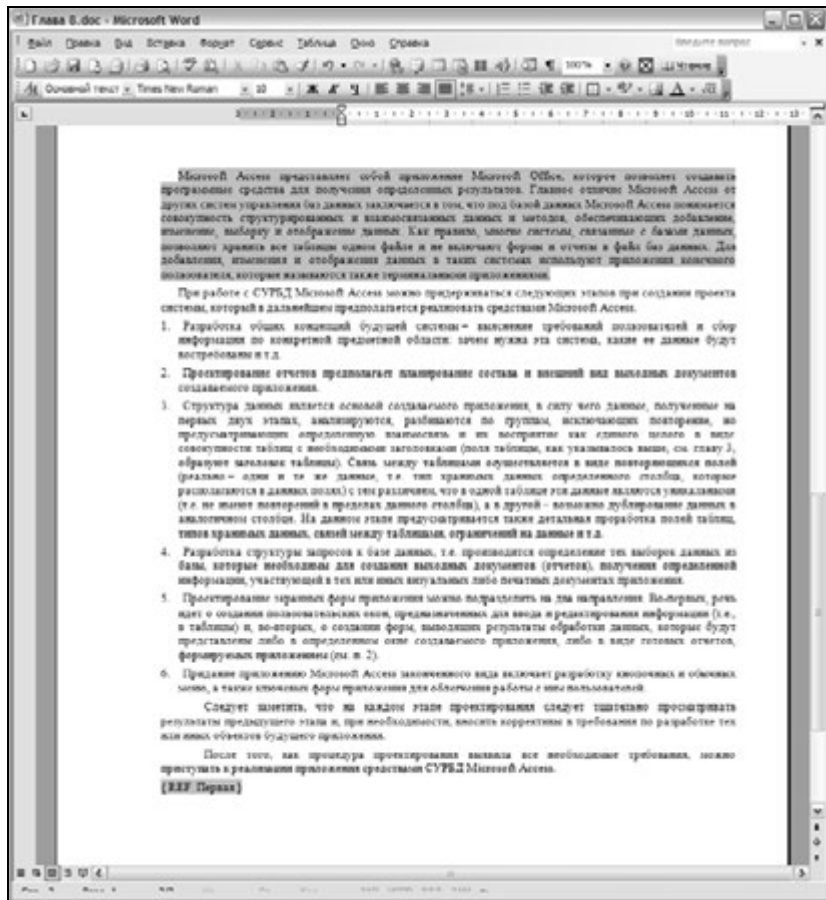 Глава 8.doc - Microsoft Word
Файл Правка Вид Вставка Формат Сервис Таблица Окно Справка Введите вопрос
100% Чтение
Основной текст Times New Roman 10 Ж К Ч
Microsoft Access представляет собой приложение Microsoft Office, которое позволяет создавать
программные средства для получения определенных результатов. Главное отличие Microsoft Access от
других систем управления баз данных заключается в том, что под базой данных Microsoft Access понимается
совокупность структурированных и взаимосвязанных данных и методов, обеспечивающих добавление,
изменение, выборку и отображение данных. Как правило, многие системы, связанные с базами данных,
позволяют хранить все таблицы одном файле и не включают формы и отчеты в файл баз данных. Для
добавления, изменения и отображения данных в таких системах используют приложения конечного
пользователя, которые называются также терминальными приложениями.
При работе с СУРБД Microsoft Access можно придерживаться следующих этапов при создании проекта
системы, который в дальнейшем предполагается реализовать средствами Microsoft Access.
1. Разработка общих концепций будущей системы – выяснение требований пользователей и сбор
информации по конкретной предметной области: зачем нужна эта система, какие ее данные будут
востребованы и т.д.
2. Проектирование отчетов предполагает планирование состава и внешний вид выходных документов
создаваемого приложения.
3. Структура данных является основой создаваемого приложения, в силу чего данные, полученные на
первых двух этапах, анализируются, разбиваются по группам, исключающих повторение, но
предусматривающих определенную взаимосвязь и их восприятие как единого целого в виде
совокупности таблиц с необходимыми заголовками (поля таблицы, как указывалось выше, см. главу 3,
образуют заголовок таблицы). Связь между таблицами осуществляется в виде повторяющихся полей
(реально – одни и те же данные, т.е. тип хранимых данных определенного столбца, которые
располагаются в данных полях) с тем различием, что в одной таблице эти данные являются уникальными
(т.е. не имеют повторений в пределах данного столбца), а в другой – возможно дублирование данных в
аналогичном столбце. На данном этапе предусматривается также детальная проработка полей таблиц,
типов хранимых данных, связей между таблицами, ограничений на данные и т.д.
4. Разработка структуры запросов к базе данных, т.е. производится определение тех выборок данных из
базы, которые необходимы для создания выходных документов (отчетов), получения определенной
информации, участвующей в тех или иных визуальных либо печатных документах приложения.
5. Проектирование экранных форм приложения можно подразделить на два направления. Во-первых, речь
идет о создании пользовательских окон, предназначенных для ввода и редактирования информации (т.е.,
в таблицы) и, во-вторых, о создании форм, выводящих результаты обработки данных, которые будут
представлены либо в определенном окне создаваемого приложения, либо в виде готовых отчетов,
формируемых приложением (см. п. 2).
6. Придание приложению Microsoft Access законченного вида включает разработку кнопочных и обычных
меню, а также ключевых форм приложения для облегчения работы с ним пользователей.
Следует заметить, что на каждом этапе проектирования следует тщательно просматривать
результаты предыдущего этапа и, при необходимости, вносить коррективы в требования по разработке тех
или иных объектов будущего приложения.
После того, как процедура проектирования выявила все необходимые требования, можно
приступать к реализации приложения средствами СУРБД Microsoft Access.
{ REF Первая }